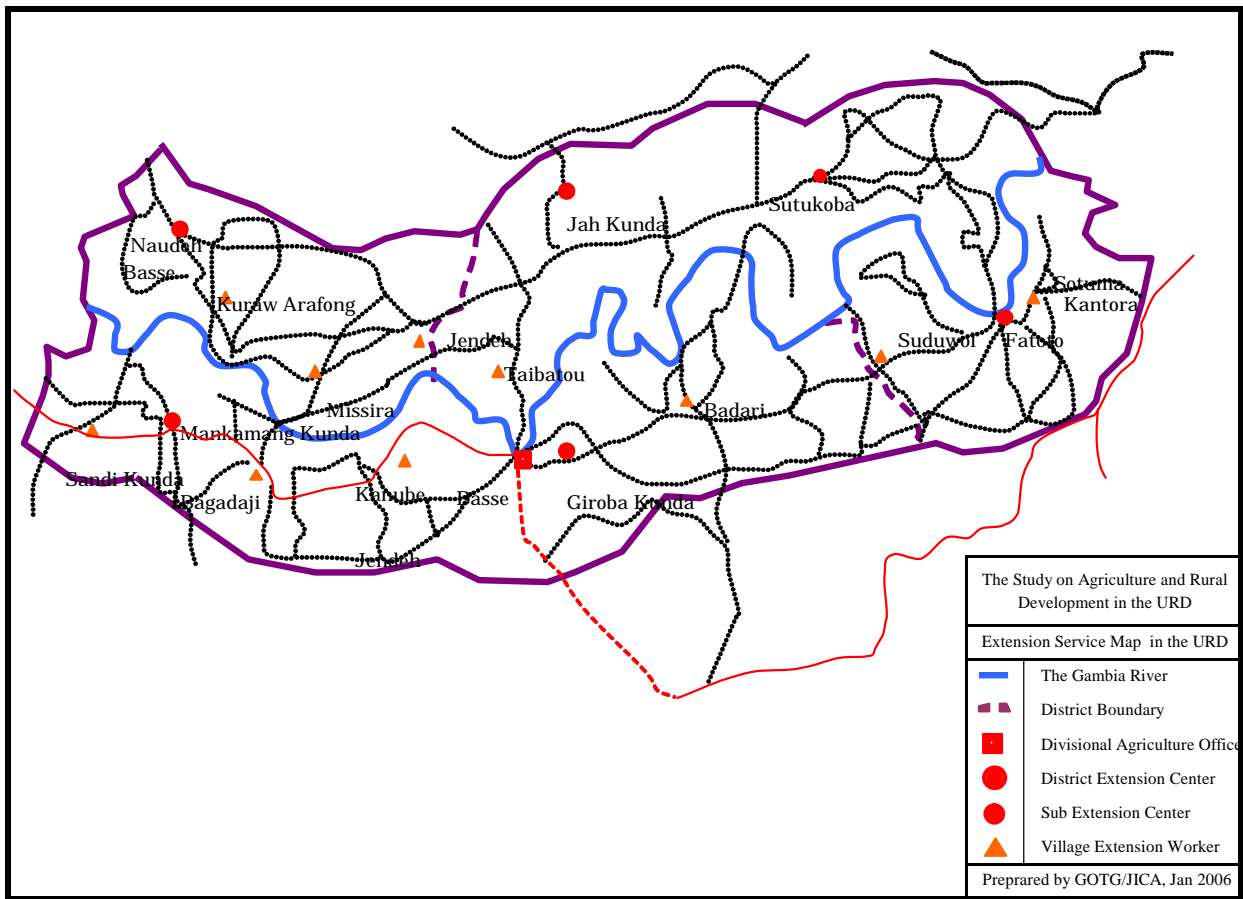 Sutukoba
Jah Kunda
Naudeh
Basse
Sotuma
Kantora
Kuraw Arafong
Jendeh
Suduwol
Fatoto
Taibatou
Missira
Badari
Mankamang Kunda
Sandi Kunda
Bagadaji
Kanube
Basse
Giroba Kunda
Jendeh
The Study on Agriculture and Rural
Development in the URD
Extension Service Map in the URD
The Gambia River
District Boundary
Divisional Agriculture Office
District Extension Center
Sub Extension Center
Village Extension Worker
Preprared by GOTG/JICA, Jan 2006